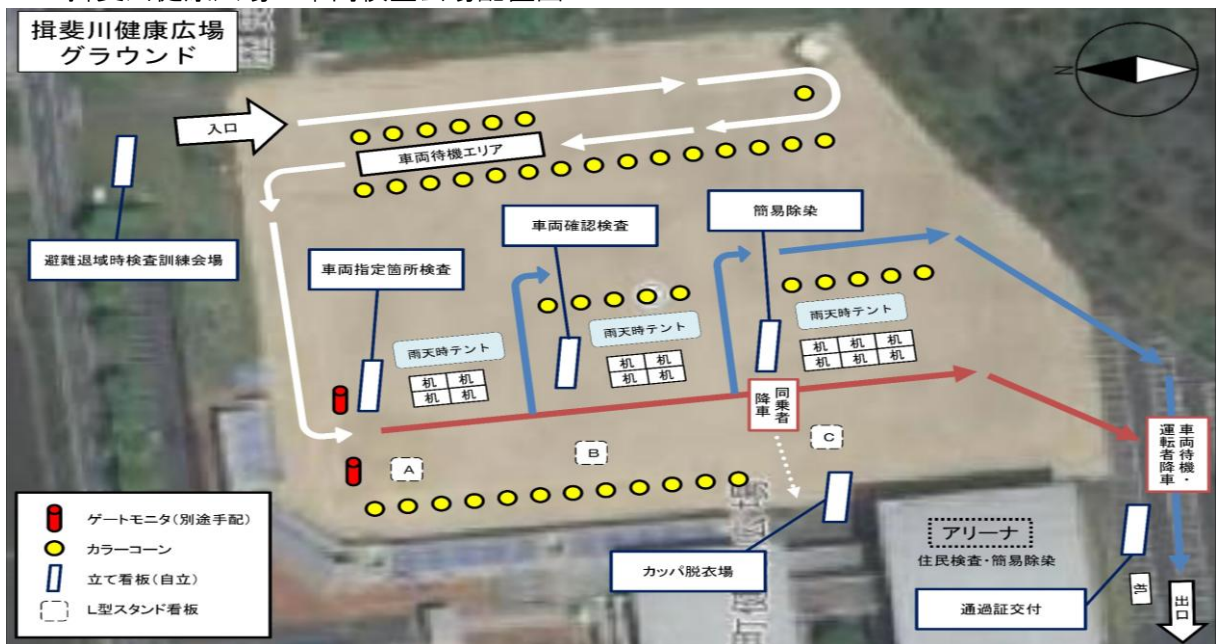 揖斐川健康広場
グラウンド
N
入口
車両待機エリア
避難退域時検査訓練会場
車両指定箇所検査
車両確認検査
簡易除染
雨天時テント
雨天時テント
雨天時テント
机 机
机 机
机 机
机 机
机 机 机
机 机 机
同乗者
降車
A
B
C
車両待機・
運転者降車
ゲートモニタ(別途手配)
カラーコーン
立て看板(自立)
L型スタンド看板
カッパ脱衣場
アリーナ
住民検査・簡易除染
通過証交付
出口
町健康広場